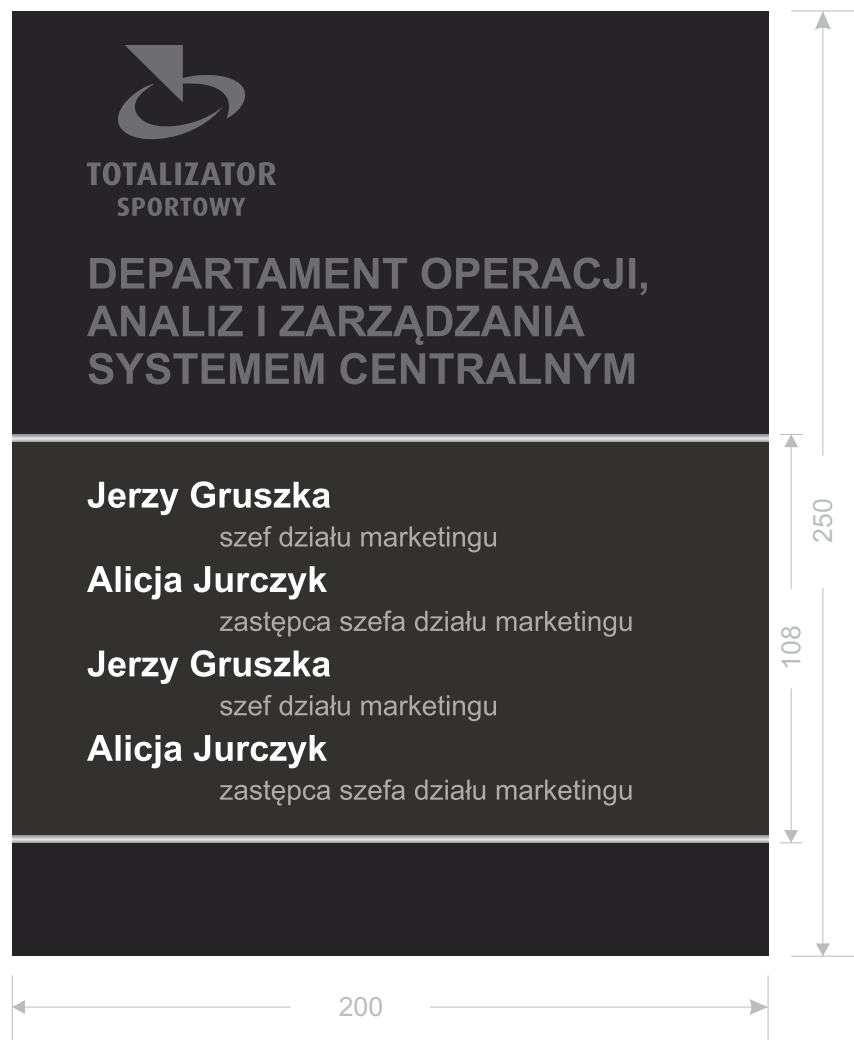 TOTALIZATOR
SPORTOWY
DEPARTAMENT OPERACJI,
ANALIZ I ZARZĄDZANIA
SYSTEMEM CENTRALNYM
Jerzy Gruszka
szef działu marketingu
Alicja Jurczyk
zastępca szefa działu marketingu
Jerzy Gruszka
szef działu marketingu
Alicja Jurczyk
zastępca szefa działu marketingu
108
250
200